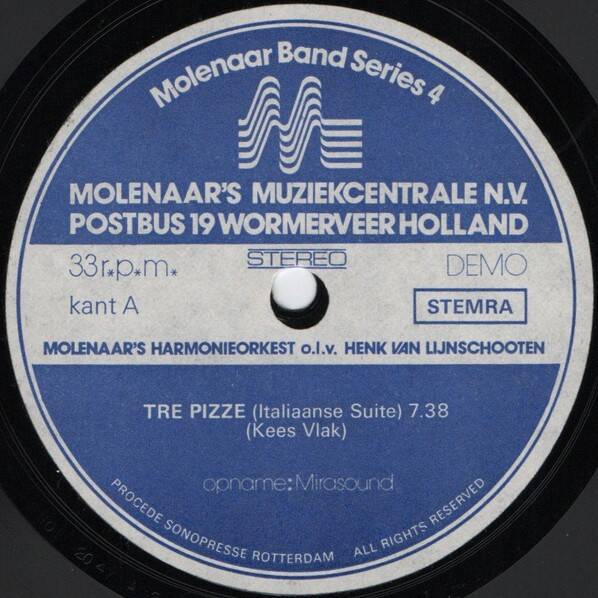 Molenaar Band Series 4
MOLENAAR'S MUZIEKCENTRALE N.V.
POSTBUS 19 WORMERVEER HOLLAND
33 r.p.m.
STEREO
DEMO
kant A
STEMRA
MOLENAAR'S HARMONIEORKEST o.l.v. HENK VAN LIJNSCHOOTEN
TRE PIZZE (Italiaanse Suite) 7.38
(Kees Vlak)
opname: Mirasound
PROCEDE SONOPRESSE ROTTERDAM ALL RIGHTS RESERVED